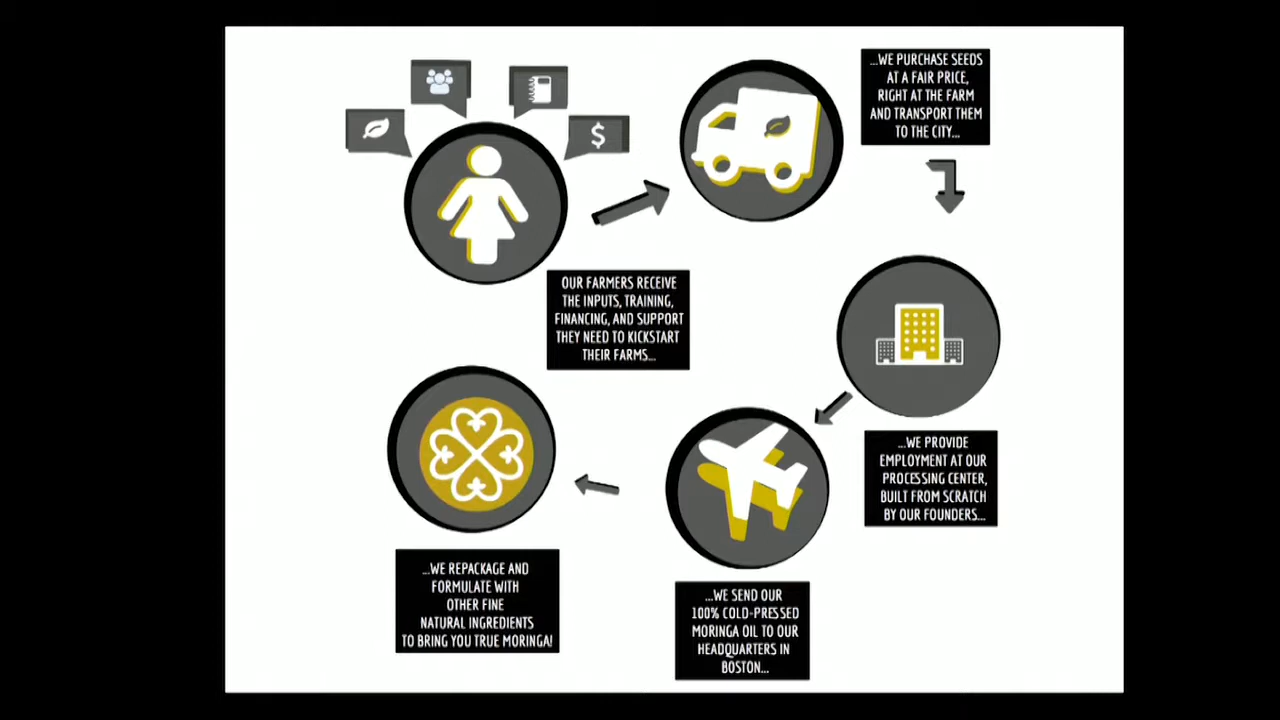 OUR FARMERS RECEIVE
THE INPUTS, TRAINING,
FINANCING, AND SUPPORT
THEY NEED TO KICKSTART
THEIR FARMS...
...WE PURCHASE SEEDS
AT A FAIR PRICE,
RIGHT AT THE FARM
AND TRANSPORT THEM
TO THE CITY...
...WE PROVIDE
EMPLOYMENT AT OUR
PROCESSING CENTER,
BUILT FROM SCRATCH
BY OUR FOUNDERS...
...WE SEND OUR
100% COLD-PRESSED
MORINGA OIL TO OUR
HEADQUARTERS IN
BOSTON...
...WE REPACKAGE AND
FORMULATE WITH
OTHER FINE
NATURAL INGREDIENTS
TO BRING YOU TRUE MORINGA!
$